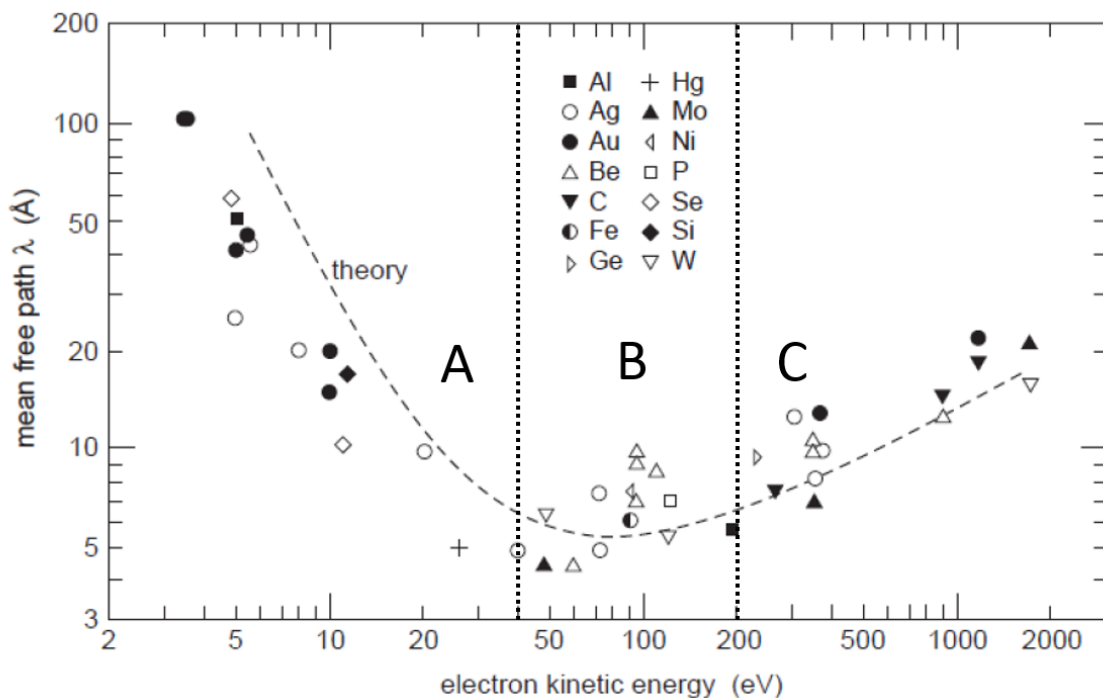 200
100
50
20
10
5
3
mean free path λ (Å)
2 5 10 20 50 100 200 500 1000 2000
electron kinetic energy (eV)
theory
A
B
C
Al Hg
Ag Mo
Au Ni
Be P
C Se
Fe Si
Ge W